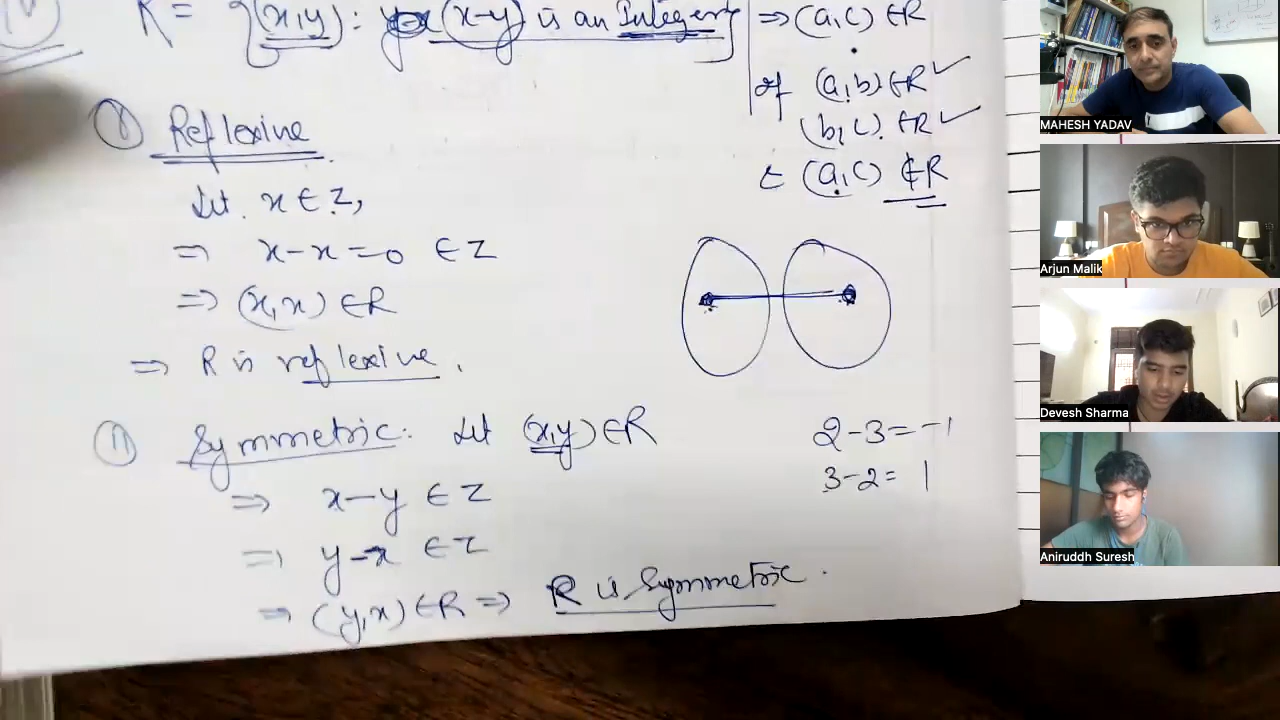 R = {(x,y): (x-y) is an Integer}
⇒ (a,c) ∈R
If (a,b) ∈R ✓
(b,c) ∈R ✓
& (a,c) ∉R
(i) Reflexive
Let x ∈ Z,
⇒ x-x=0 ∈ Z
⇒ (x,x) ∈R
⇒ R is reflexive.
(ii) Symmetric: Let (x,y) ∈R
⇒ x-y ∈ Z
⇒ y-x ∈ Z
⇒ (y,x) ∈R ⇒ R is Symmetric.
2-3=-1
3-2= 1
MAHESH YADAV
Arjun Malik
Devesh Sharma
Aniruddh Suresh